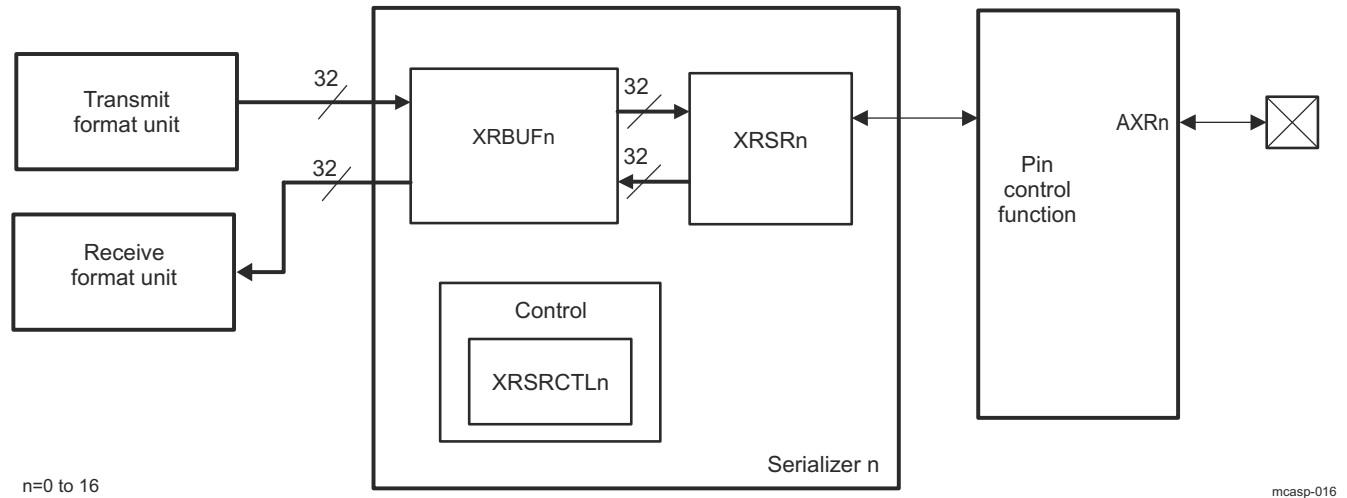 Transmit
format unit
32
32
Receive
format unit
XRBUFn
32
32
XRSRn
Control
XRSRCTLn
Serializer n
AXRn
Pin
control
function
n=0 to 16
mcasp-016